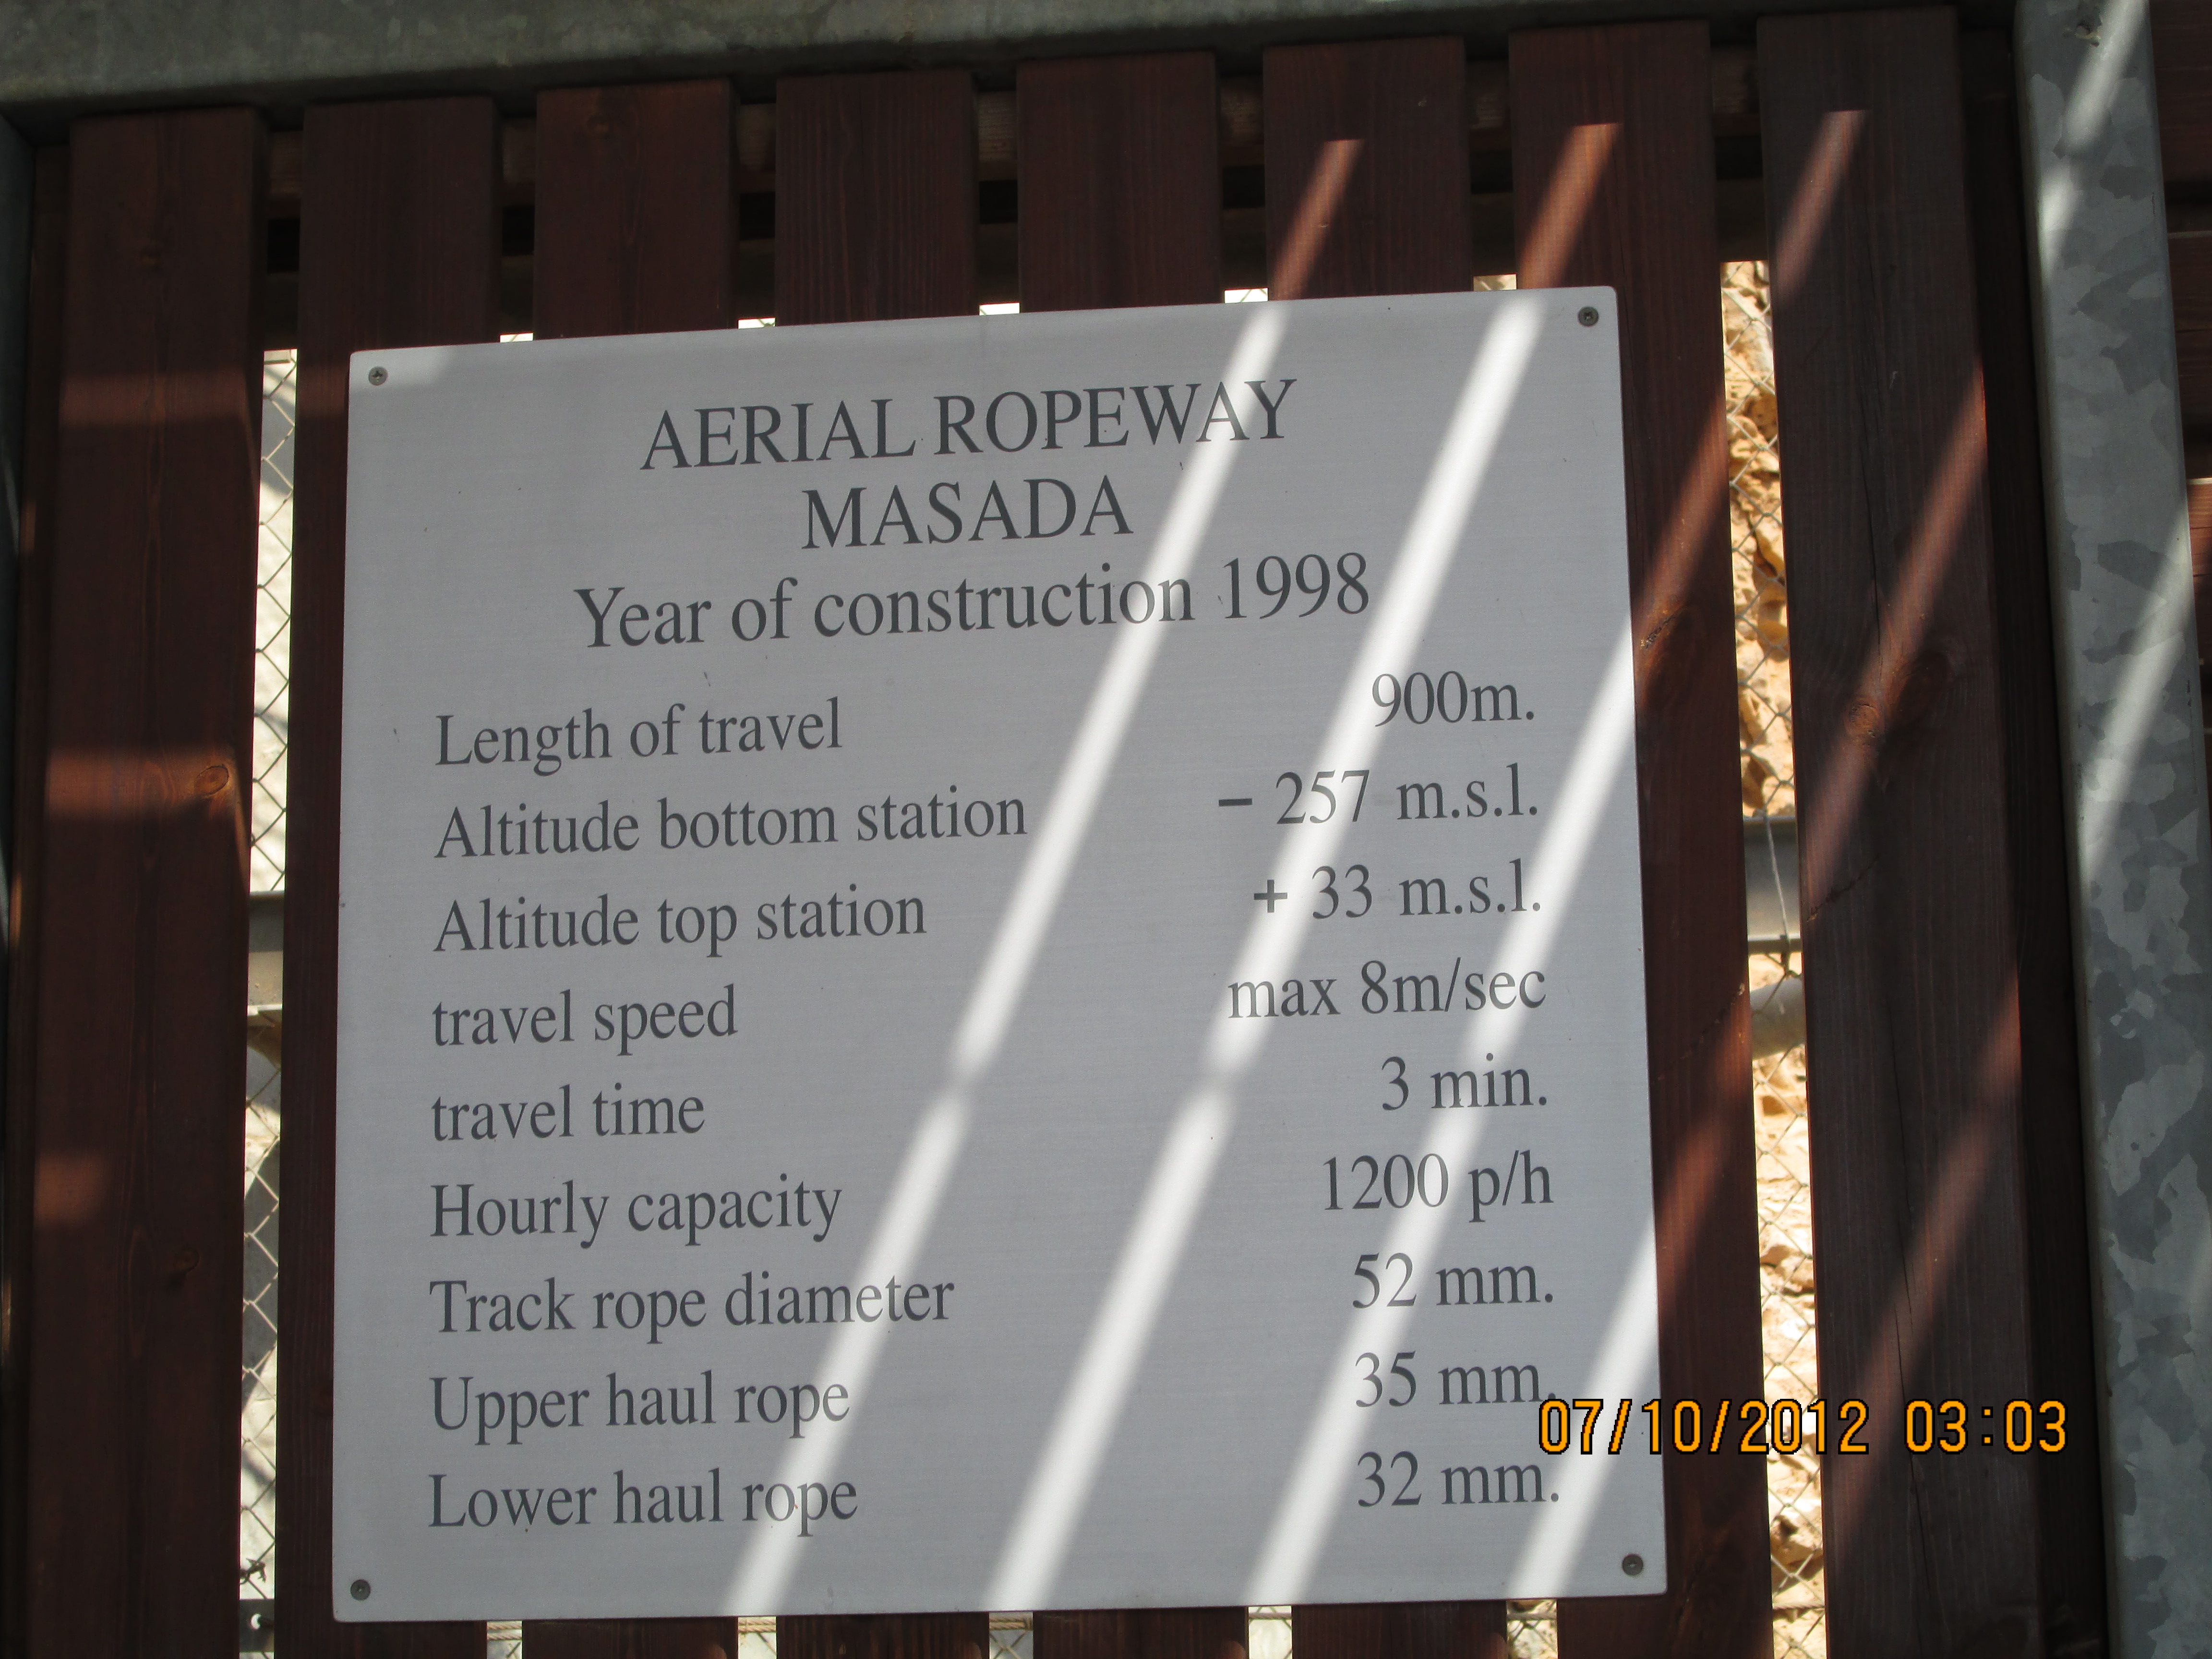 AERIAL ROPEWAY
MASADA
Year of construction 1998
Length of travel 900m.
Altitude bottom station – 257 m.s.l.
Altitude top station + 33 m.s.l.
travel speed max 8m/sec
travel time 3 min.
Hourly capacity 1200 p/h
Track rope diameter 52 mm.
Upper haul rope 35 mm.
Lower haul rope 32 mm.
07/10/2012 03:03